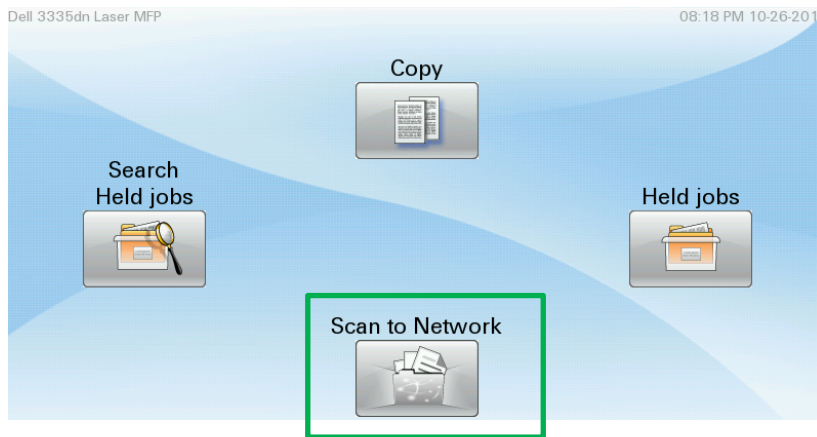 Dell 3335dn Laser MFP
08:18 PM 10-26-201
Copy
Search
Held jobs
Held jobs
Scan to Network